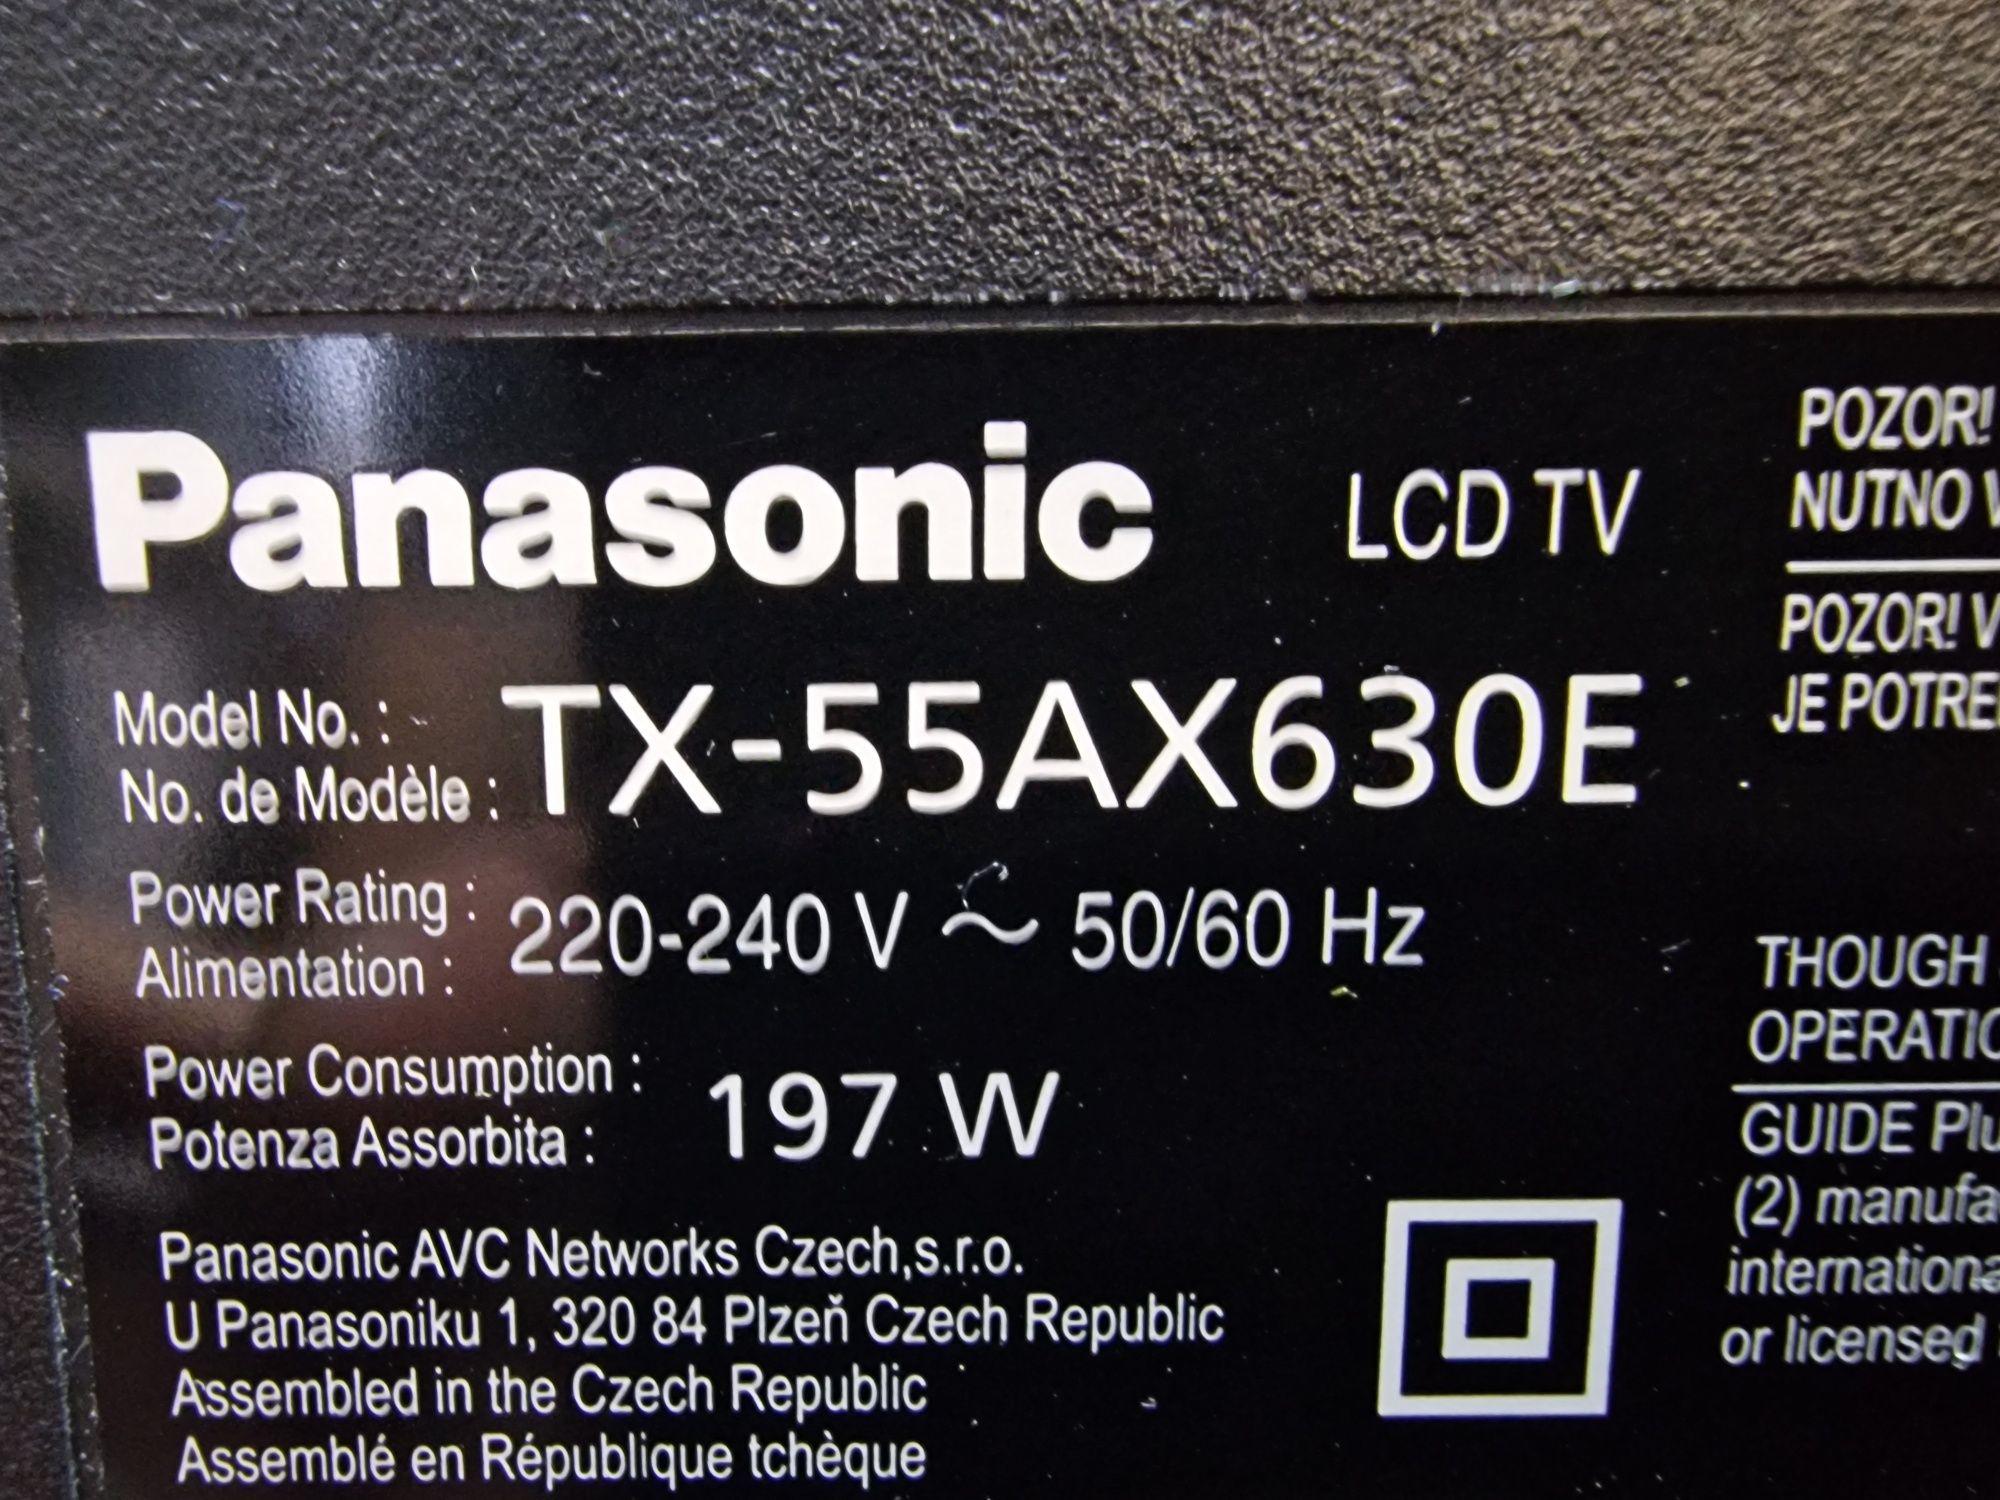 Panasonic LCD TV
Model No. : TX-55AX630E
No. de Modèle :
Power Rating : 220-240 V ~ 50/60 Hz
Alimentation :
Power Consumption : 197 W
Potenza Assorbita :
Panasonic AVC Networks Czech,s.r.o.
U Panasoniku 1, 320 84 Plzeň Czech Republic
Assembled in the Czech Republic
Assemblé en République tchèque
POZOR!
NUTNO V
POZOR! V
JE POTRE
THOUGH
OPERATIO
GUIDE Plu
(2) manufa
internationa
or licensed